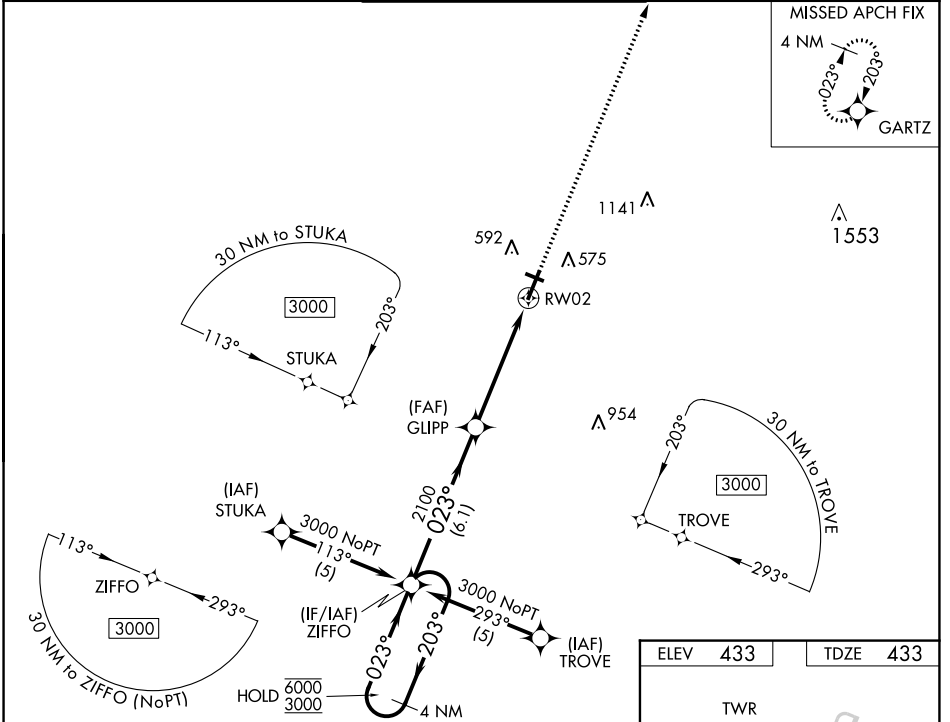 MISSED APCH FIX
4 NM
023°
203°
GARTZ
1141
1553
592
575
RW02
30 NM to STUKA
3000
203°
113°
STUKA
(FAF)
GLIPP
954
30 NM to TROVE
203°
3000
TROVE
293°
(IAF)
STUKA
2100
023°
(6.1)
3000 NoPT
113°
(5)
113°
ZIFFO
293°
3000
30 NM to ZIFFO (NoPT)
(IF/IAF)
ZIFFO
3000 NoPT
293°
(5)
(IAF)
TROVE
023°
203°
HOLD
6000
3000
4 NM
ELEV 433
TDZE 433
TWR